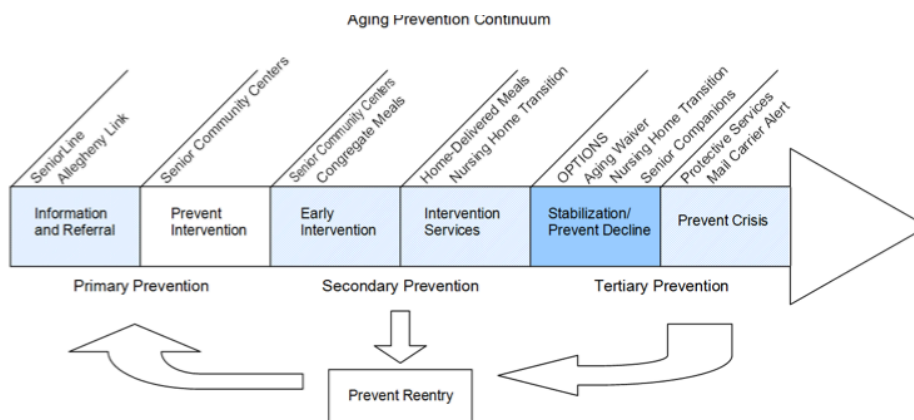 Aging Prevention Continuum
SeniorLine
Allegheny Link
Senior Community Centers
Senior Community Centers
Congregate Meals
Home-Delivered Meals
Nursing Home Transition
OPTIONS
Aging Waiver
Nursing Home Transition
Senior Companions
Protective Services
Mail Carrier Alert
Information
and Referral
Prevent
Intervention
Early
Intervention
Intervention
Services
Stabilization/
Prevent Decline
Prevent Crisis
Primary Prevention
Secondary Prevention
Tertiary Prevention
Prevent Reentry